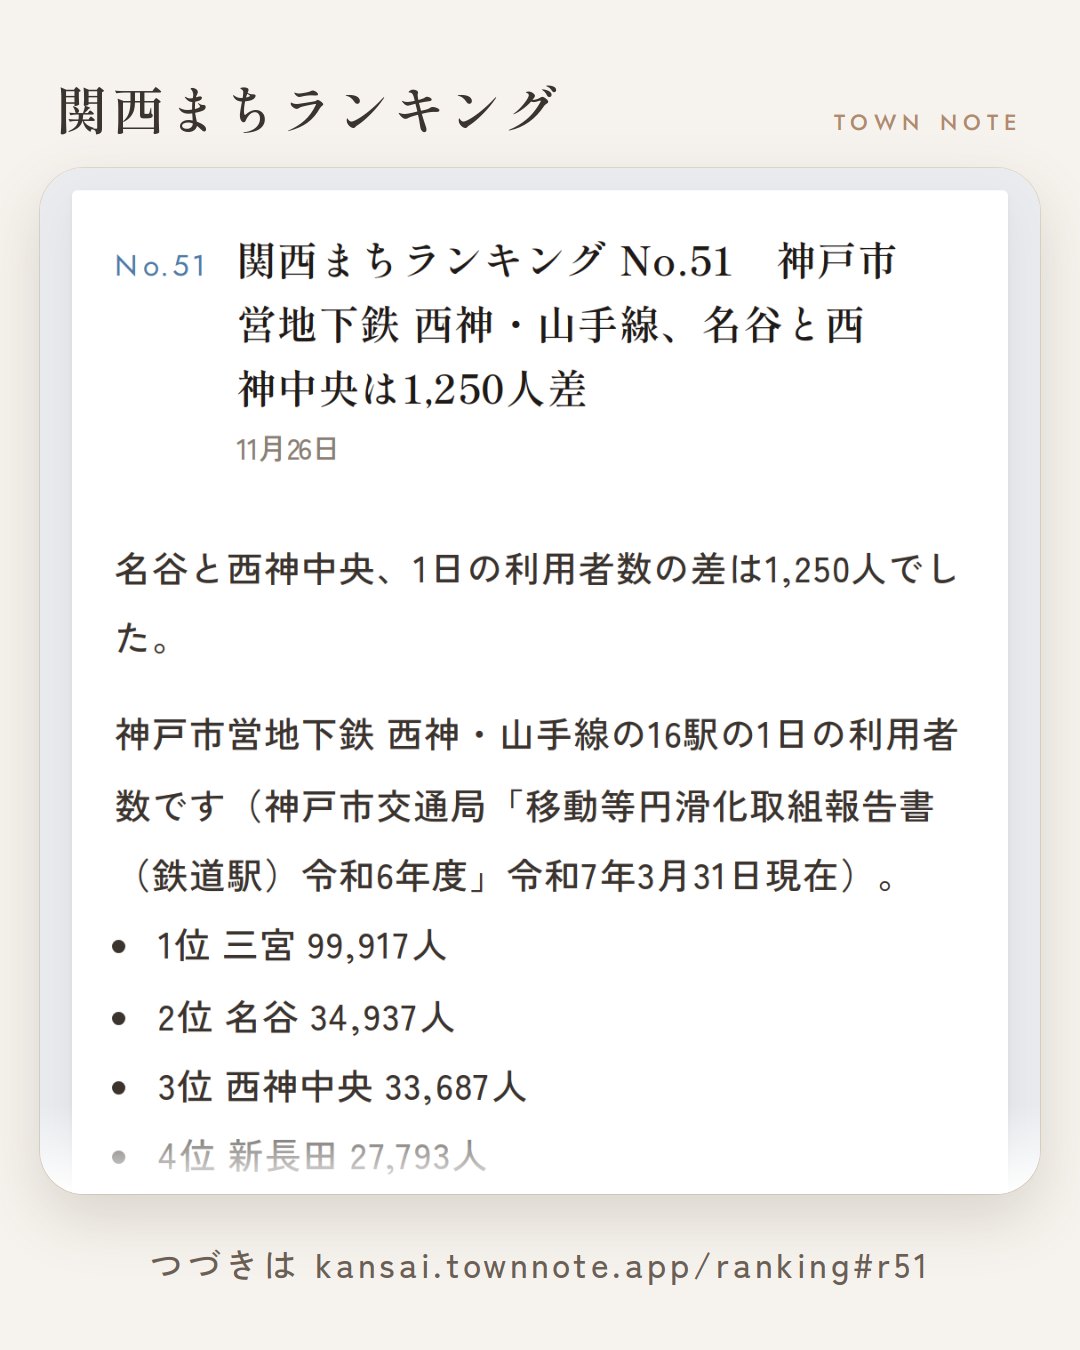 関西まちランキング
TOWN NOTE
No.51
関西まちランキング No.51　神戸市
営地下鉄 西神・山手線、名谷と西
神中央は1,250人差
11月26日
名谷と西神中央、1日の利用者数の差は1,250人でし
た。
神戸市営地下鉄 西神・山手線の16駅の1日の利用者
数です（神戸市交通局「移動等円滑化取組報告書
（鉄道駅）令和6年度」令和7年3月31日現在）。
• 1位 三宮 99,917人
• 2位 名谷 34,937人
• 3位 西神中央 33,687人
• 4位 新長田 27,793人
つづきは kansai.townnote.app/ranking#r51